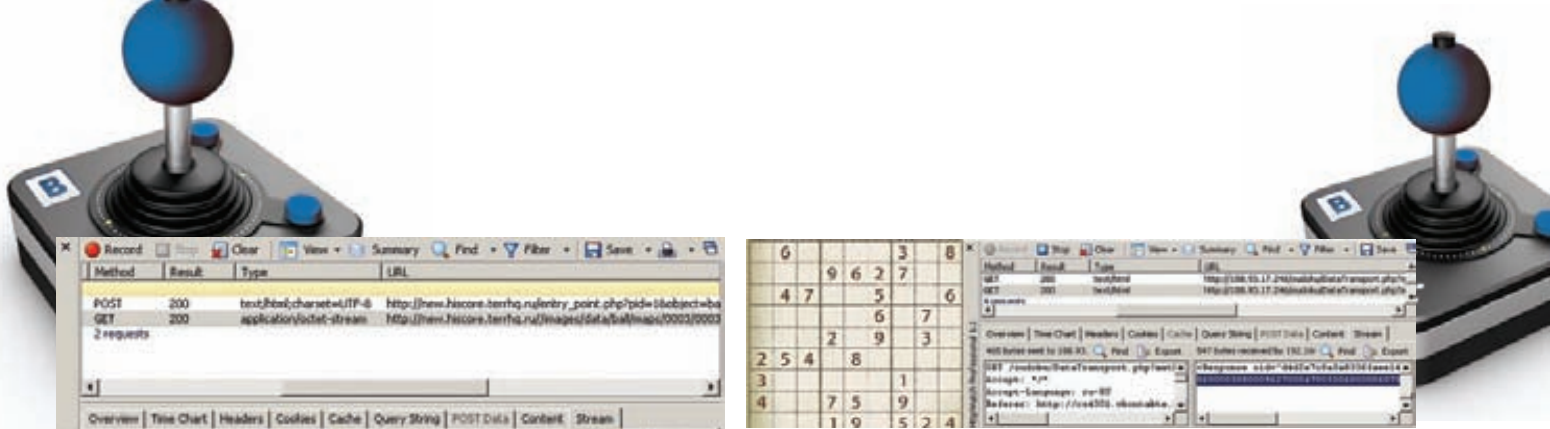 B
B
Record Stop Clear View Summary Find Filter Save
Method Result Type URL
POST 200 text/html;charset=UTF-8 http://new.hiscore.terrhq.ru/entry_point.php?pid=1&object=ba
GET 200 application/octet-stream http://new.hiscore.terrhq.ru//images/data/ball/maps/0003/0003
2 requests
Overview Time Chart Headers Cookies Cache Query String POST Data Content Stream
6 3 8
9 6 2 7
4 7 5 6
6 7
2 9 3
2 5 4 8
3 1
4 7 5 9
1 9 5 2 4
Record Stop Clear View Summary Find Filter Save
Method Result Type URL
GET 200 text/html
GET 200 text/html
4 requests
Overview Time Chart Headers Cookies Cache Query String POST Data Content Stream
Find Export Find Export
Accept: */*
Accept-Language: ru-RU